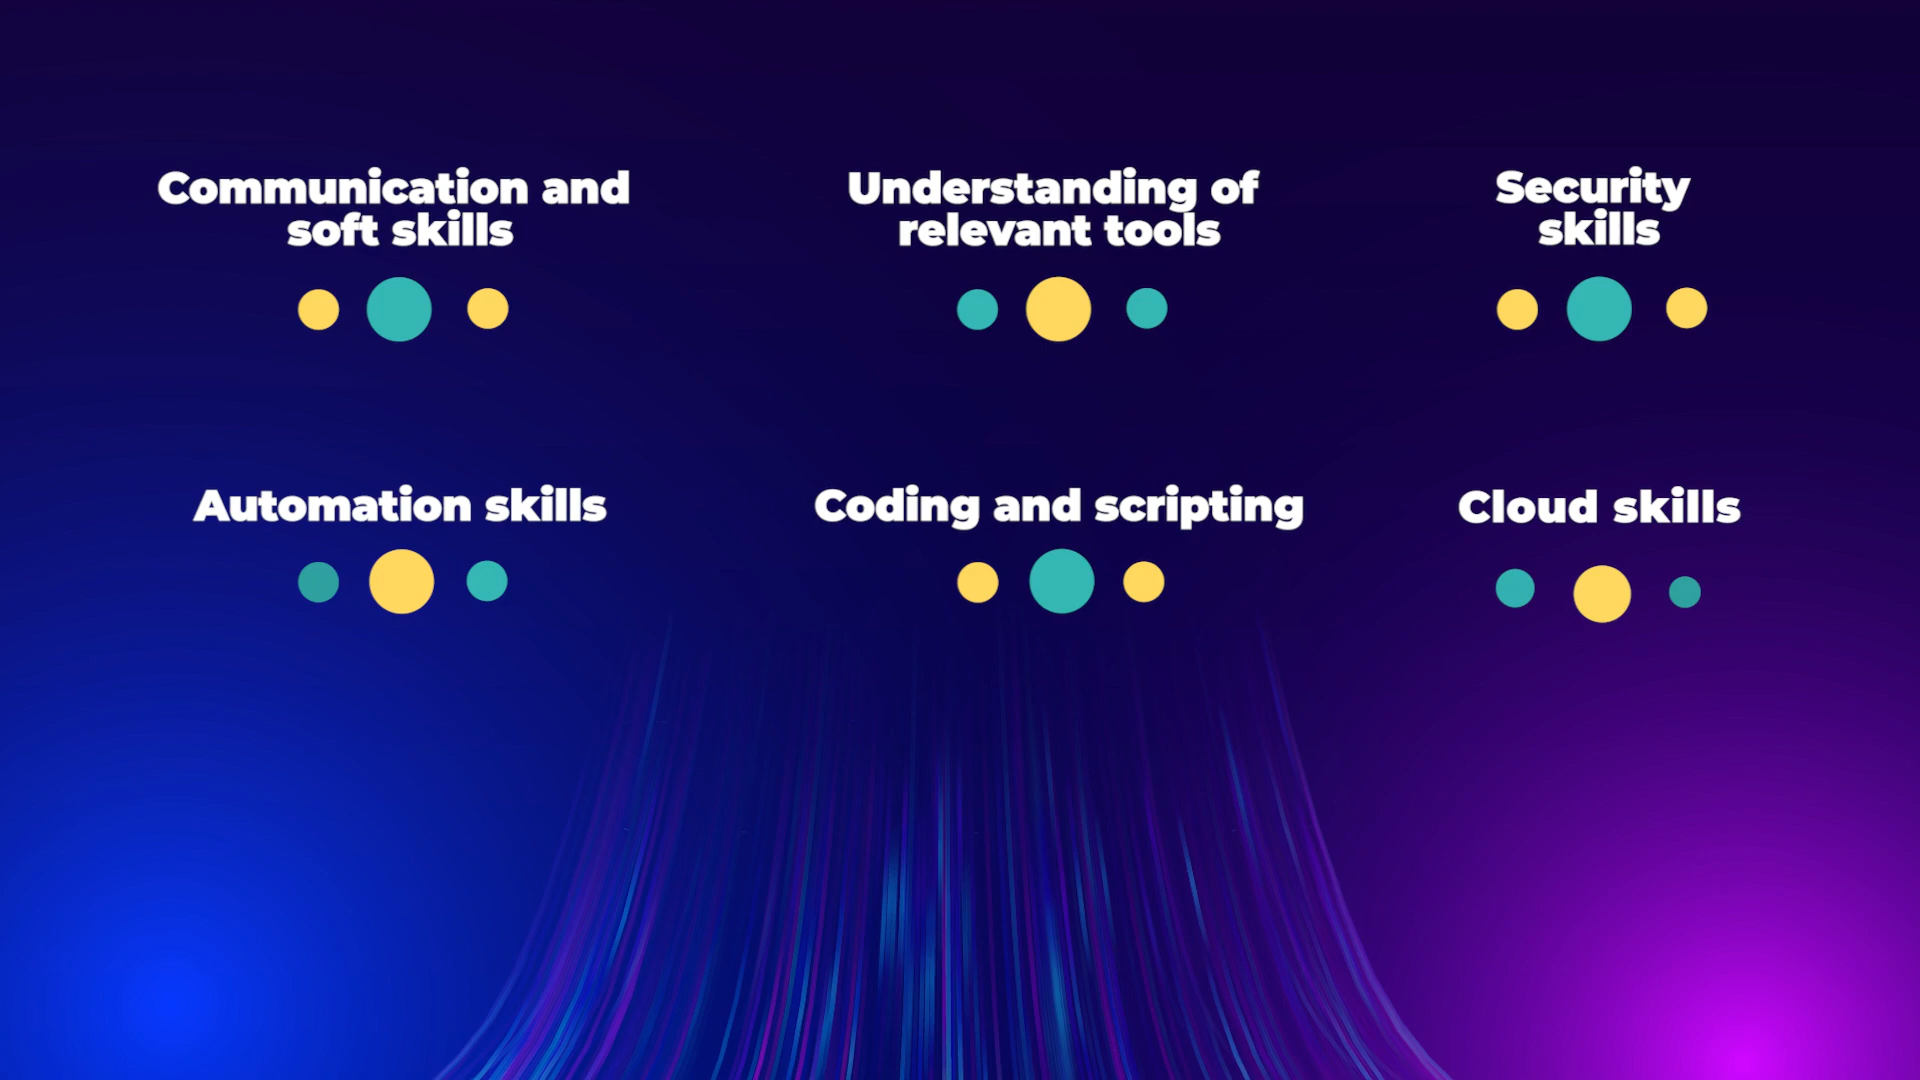 Communication and
soft skills
Understanding of
relevant tools
Security
skills
Automation skills
Coding and scripting
Cloud skills